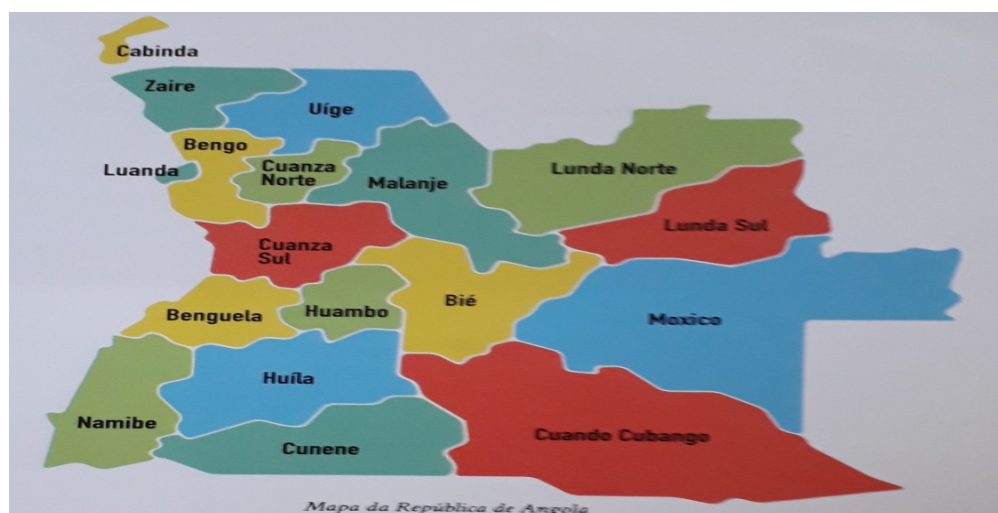 Cabinda
Zaire
Uíge
Bengo
Luanda
Cuanza
Norte
Malanje
Lunda Norte
Lunda Sul
Cuanza
Sul
Benguela
Huambo
Bié
Moxico
Huíla
Namibe
Cunene
Cuando Cubango
Mapa da República de Angola